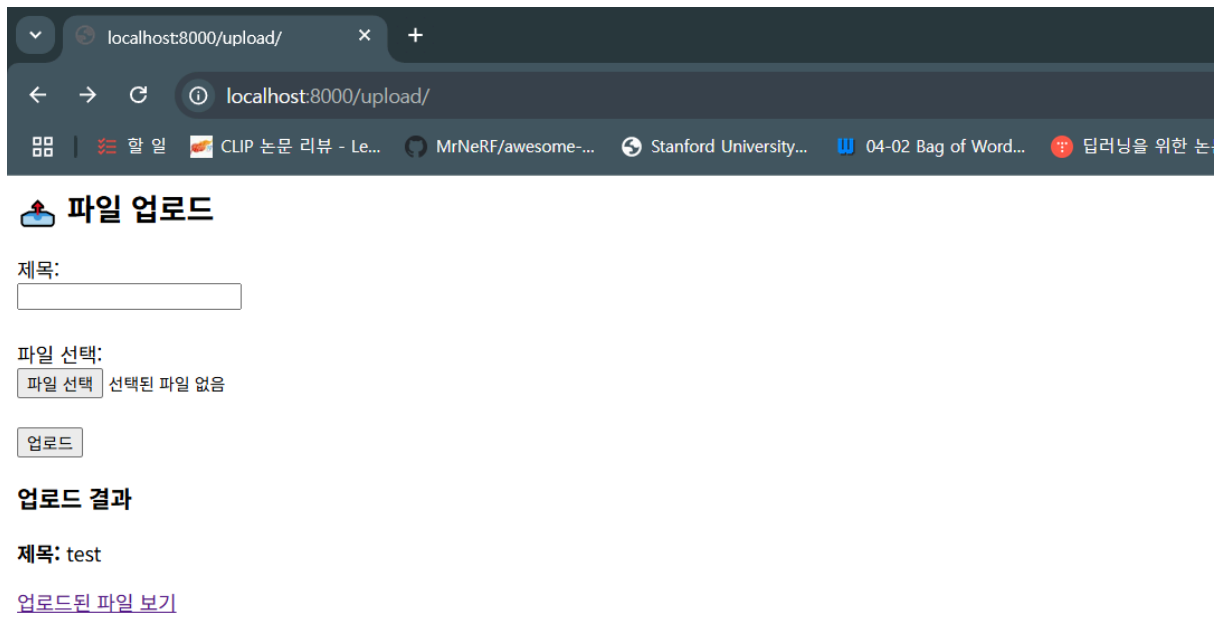 localhost:8000/upload/
localhost:8000/upload/
할 일 CLIP 논문 리뷰 - Le... MrNeRF/awesome-... Stanford University... 04-02 Bag of Word... 딥러닝을 위한 논
파일 업로드
제목:
파일 선택:
파일 선택 선택된 파일 없음
업로드
업로드 결과
제목: test
업로드된 파일 보기